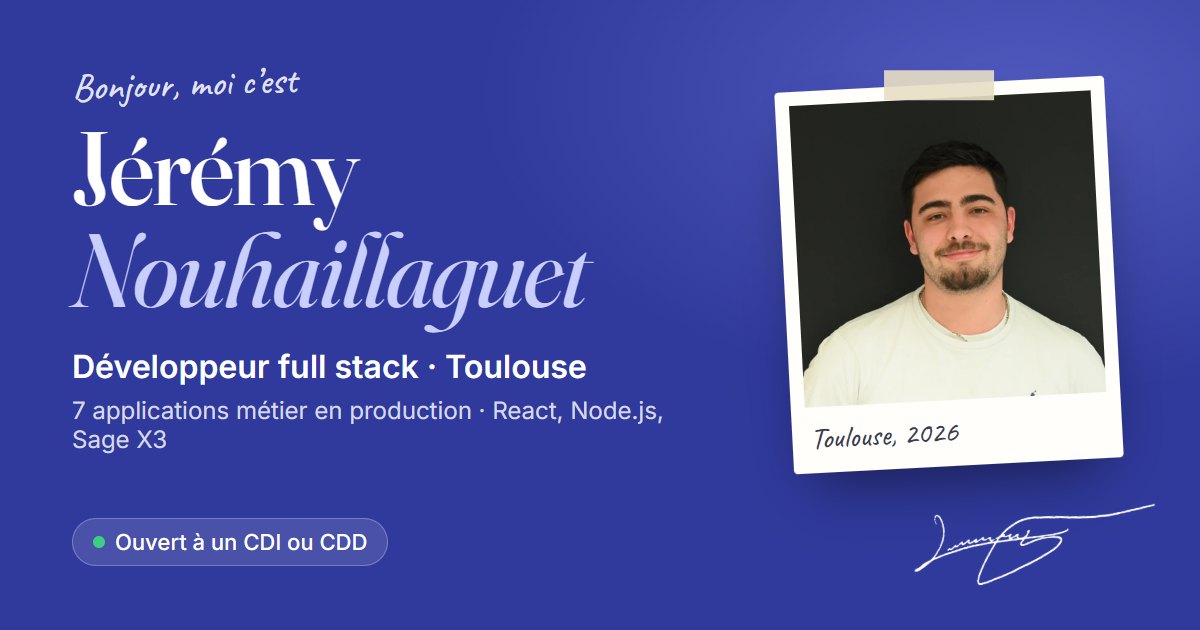 Bonjour, moi c’est
Jérémy
Nouhaillaguet
Développeur full stack · Toulouse
7 applications métier en production · React, Node.js,
Sage X3
Ouvert à un CDI ou CDD
Toulouse, 2026